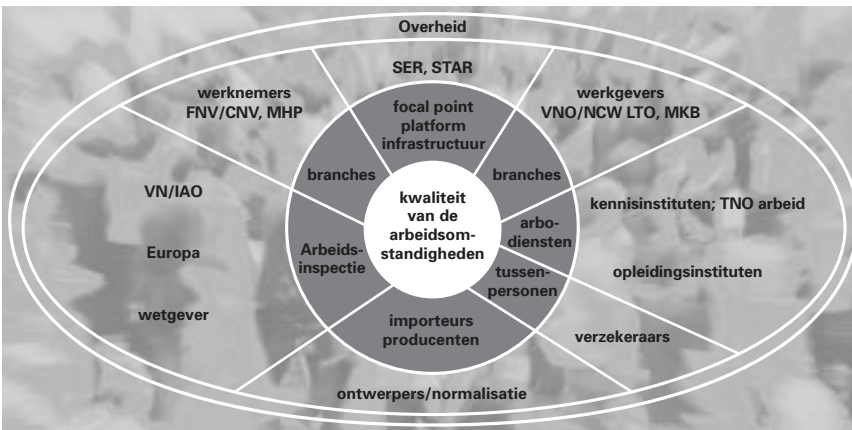 Overheid
SER, STAR
werknemers
FNV/CNV, MHP
werkgevers
VNO/NCW LTO, MKB
focal point
platform
infrastructuur
branches
branches
kwaliteit
van de
arbeidsom-
standigheden
VN/IAO
Europa
wetgever
Arbeids-
inspectie
arbo-
diensten
tussen-
personen
kennisinstituten; TNO arbeid
opleidingsinstituten
verzekeraars
importeurs
producenten
ontwerpers/normalisatie